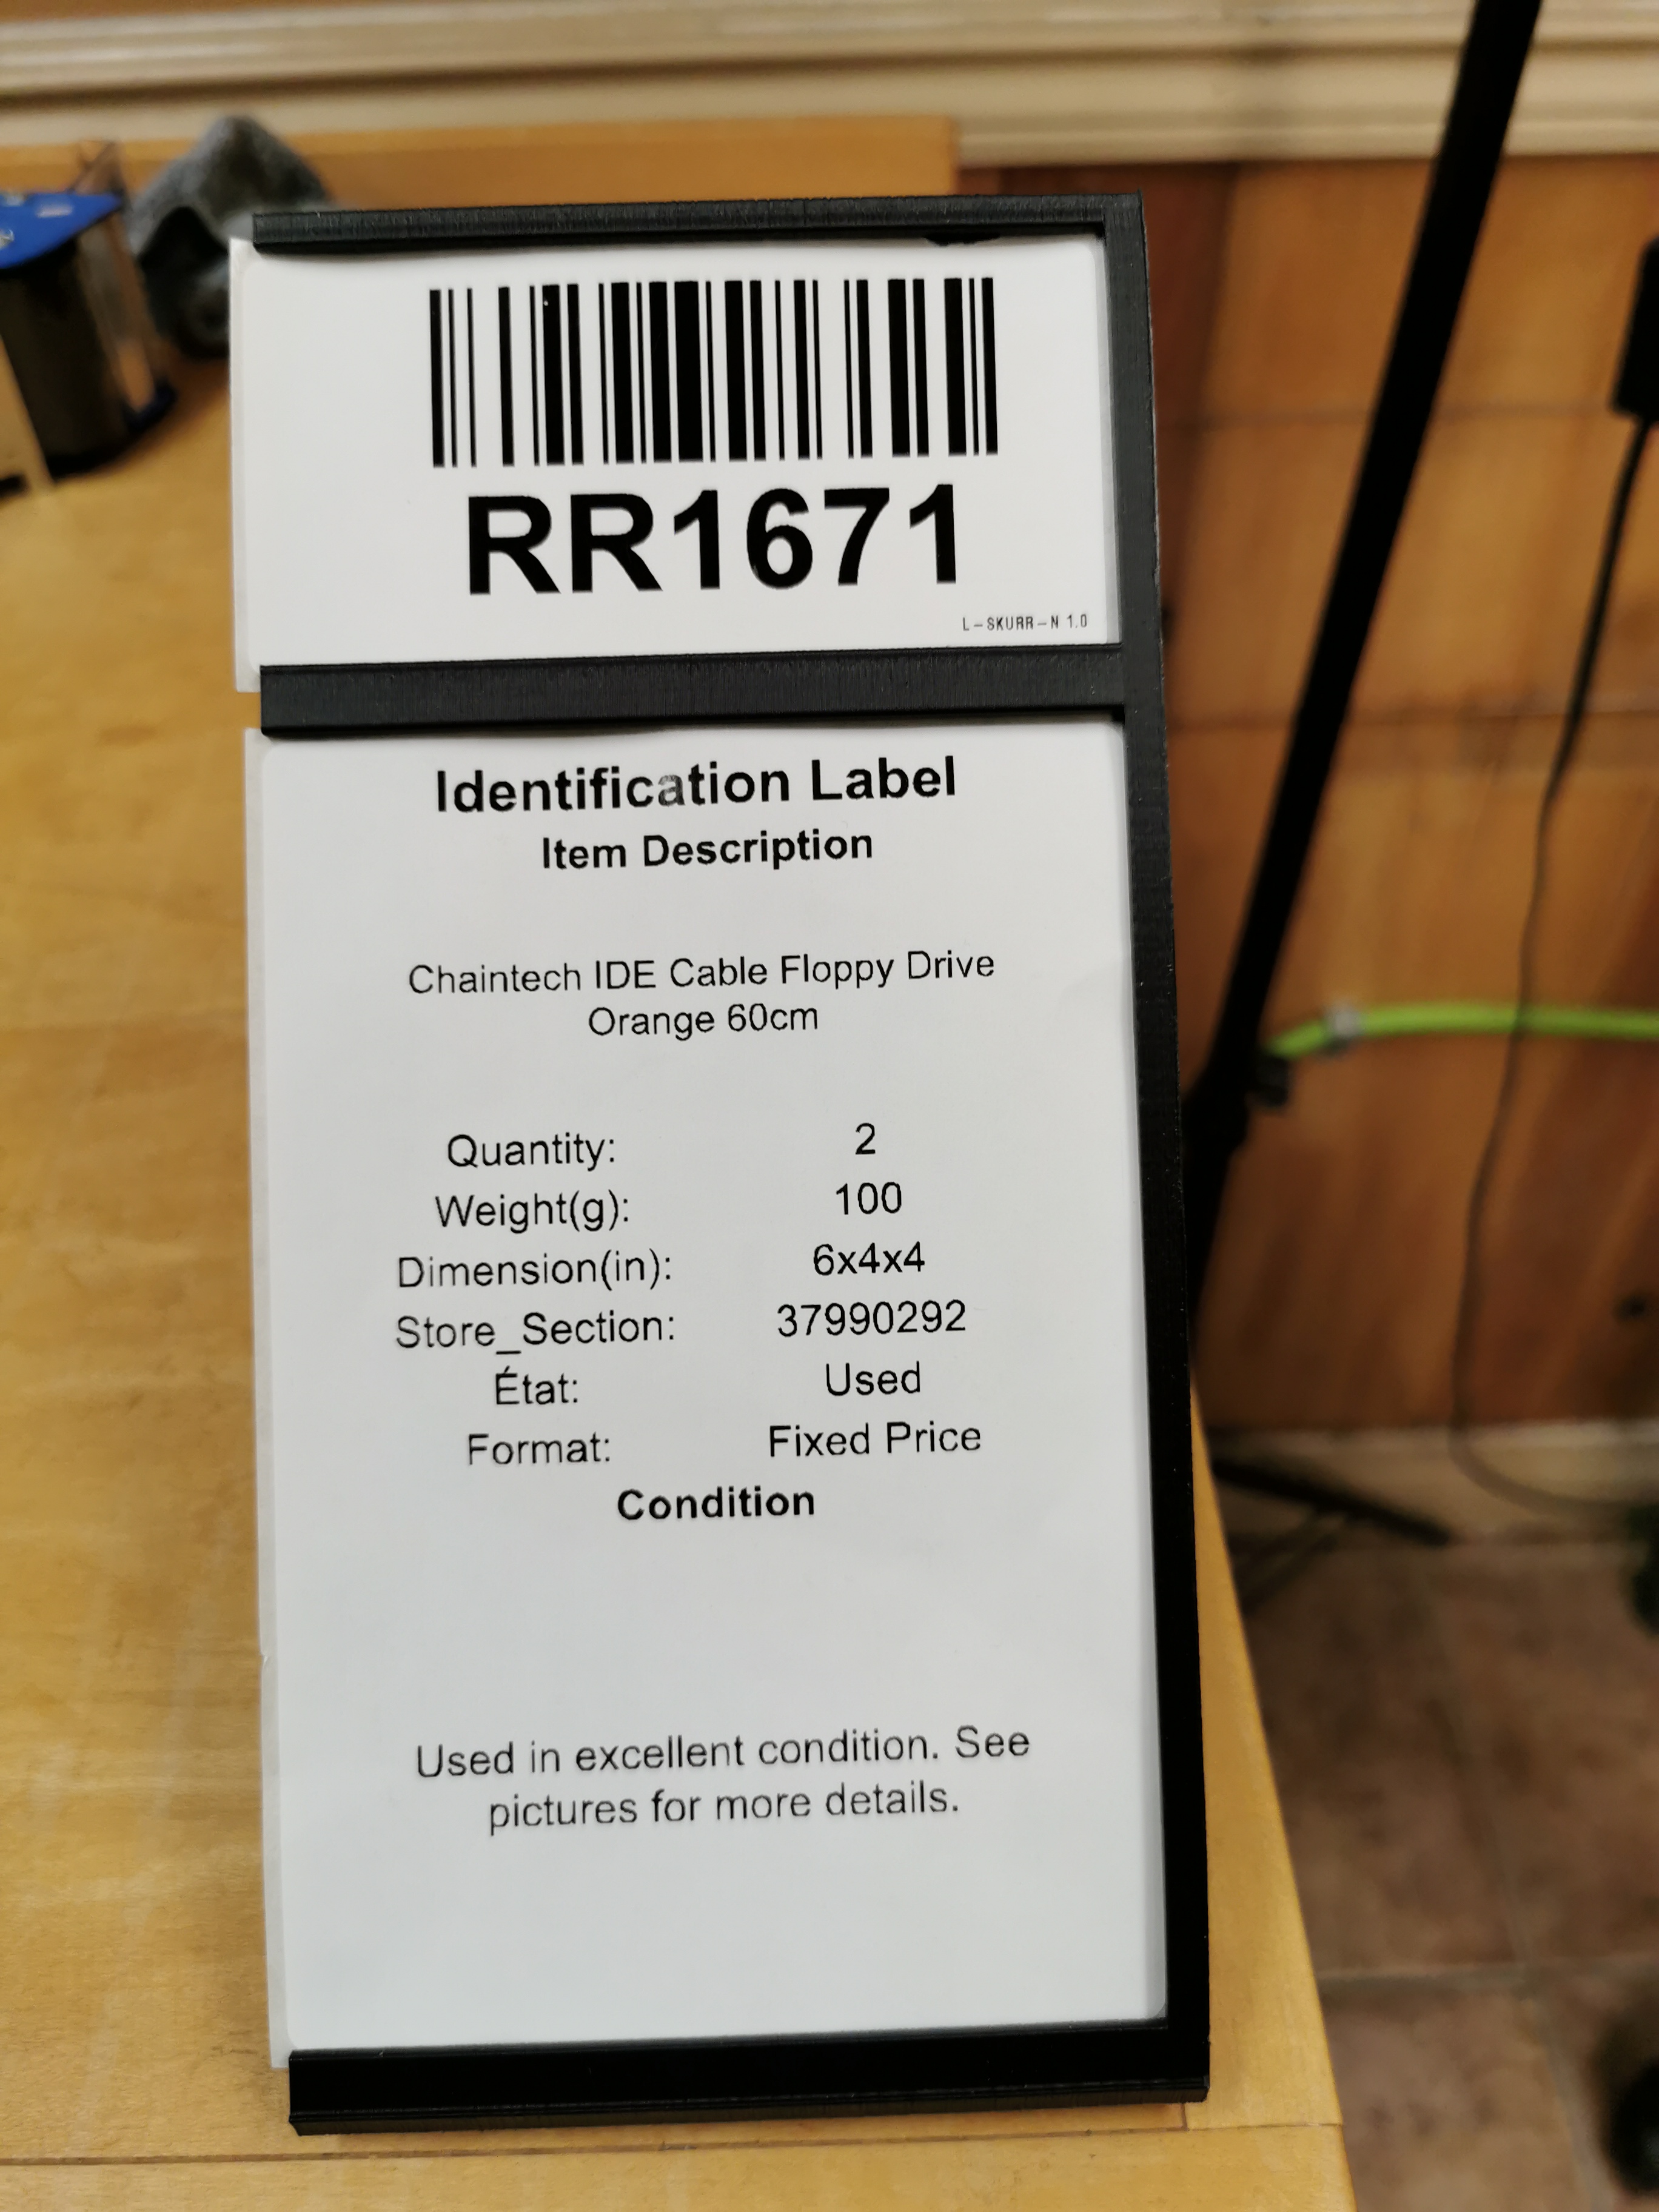 RR1671
L-SKURR-N 1.0
Identification Label
Item Description
Chaintech IDE Cable Floppy Drive
Orange 60cm
Quantity: 2
Weight(g): 100
Dimension(in): 6x4x4
Store_Section: 37990292
État: Used
Format: Fixed Price
Condition
Used in excellent condition. See
pictures for more details.